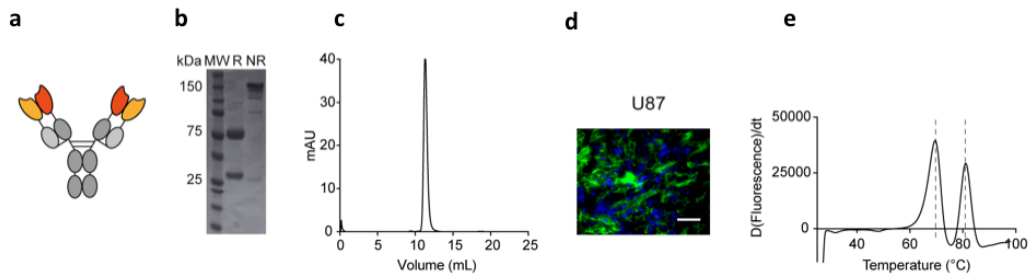 a
b
kDa MW R NR
150
75
25
c
mAU
40
30
20
10
0
0 5 10 15 20 25
Volume (mL)
d
U87
e
D(Fluorescence)/dt
50000
25000
0
40 60 80 100
Temperature (°C)